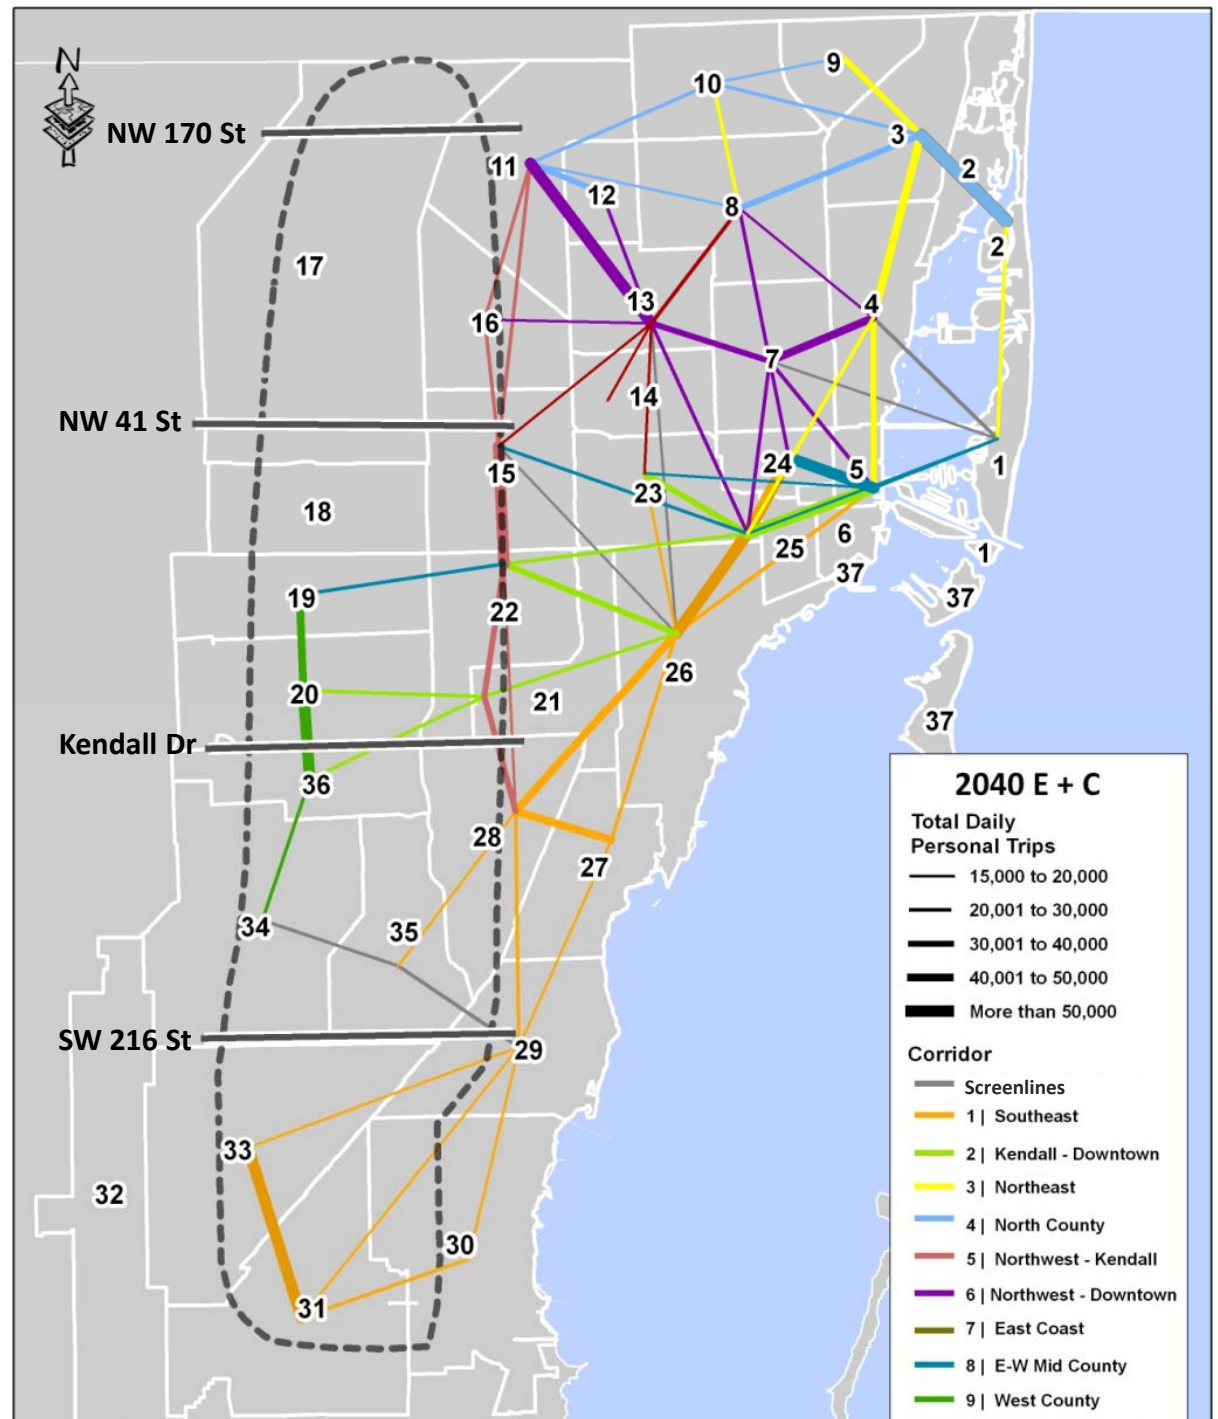 N
9
10
NW 170 St
3
11
2
12
8
2
17
13
4
16
7
14
NW 41 St
24
5
1
15
23
18
6
25
1
37
37
19
22
20
26
21
37
Kendall Dr
36
28
27
34
35
SW 216 St
29
33
32
30
31
2040 E + C
Total Daily
Personal Trips
15,000 to 20,000
20,001 to 30,000
30,001 to 40,000
40,001 to 50,000
More than 50,000
Corridor
Screenlines
1 | Southeast
2 | Kendall - Downtown
3 | Northeast
4 | North County
5 | Northwest - Kendall
6 | Northwest - Downtown
7 | East Coast
8 | E-W Mid County
9 | West County